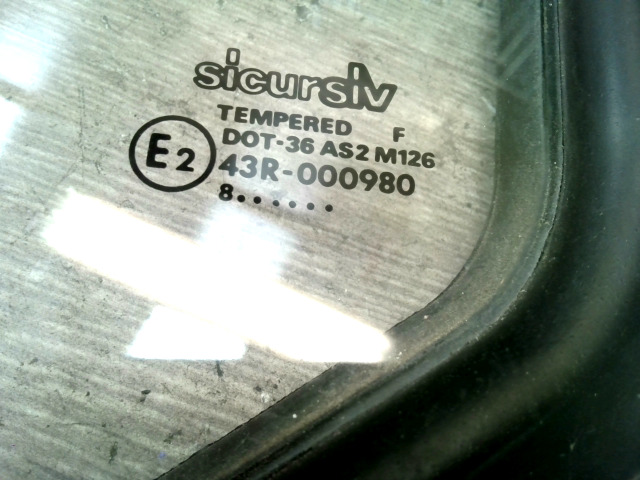 sicursiv
TEMPERED F
DOT-36 AS2 M126
E2
43R-000980
8••••••